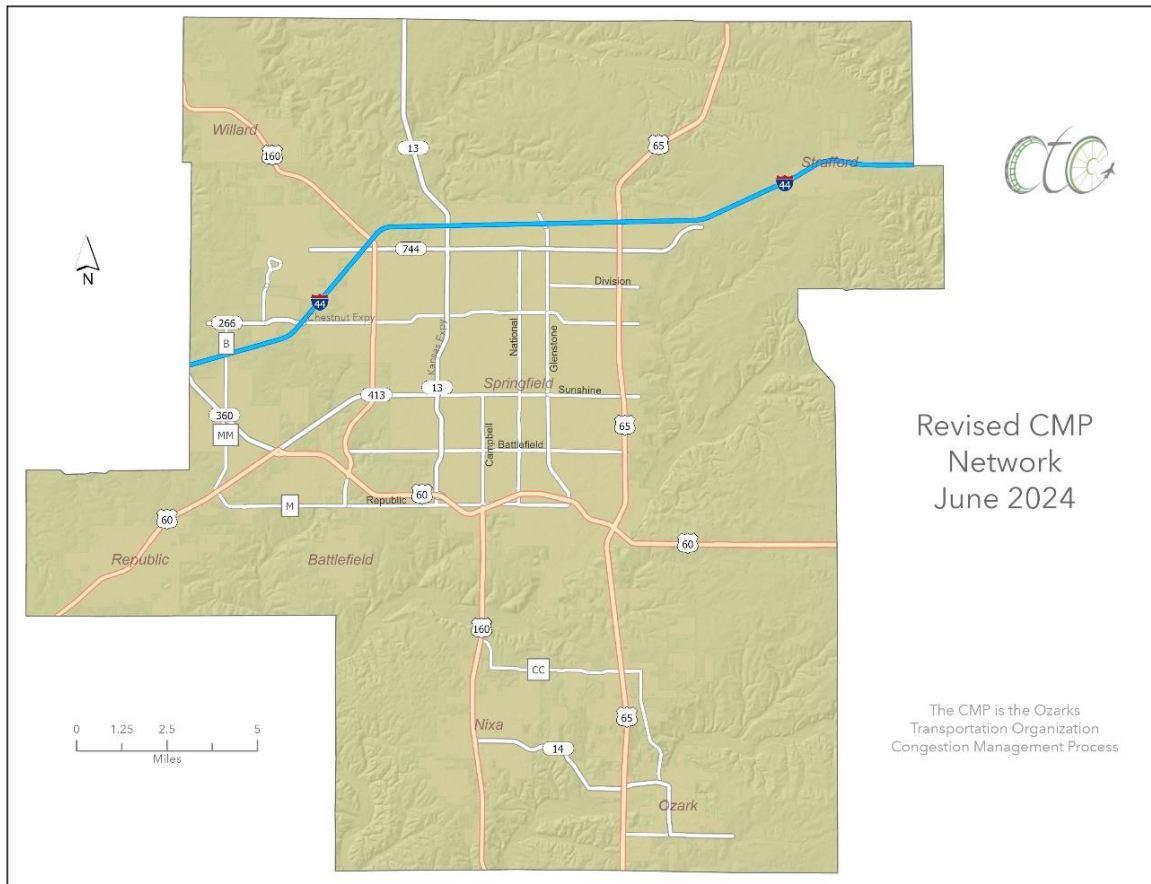 Willard
160
13
65
Strafford
44
cto
N
744
44
Division
266
Chestnut Expy
B
Kansas Expy
National
Glenstone
Springfield
Sunshine
413
13
360
MM
65
Campbell
Battlefield
Revised CMP
Network
June 2024
M
Republic
60
60
60
Republic
Battlefield
160
CC
Nixa
65
14
Ozark
0 1.25 2.5 5
Miles
The CMP is the Ozarks
Transportation Organization
Congestion Management Process